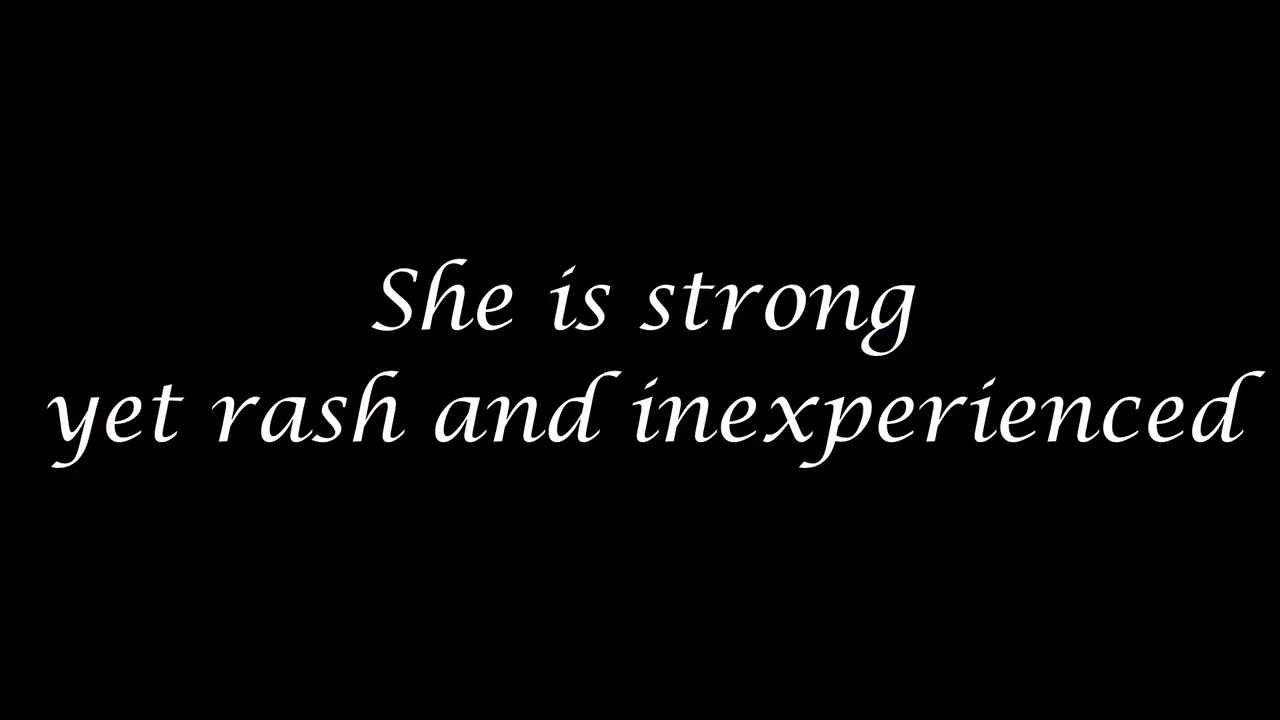 She is strong
yet rash and inexperienced